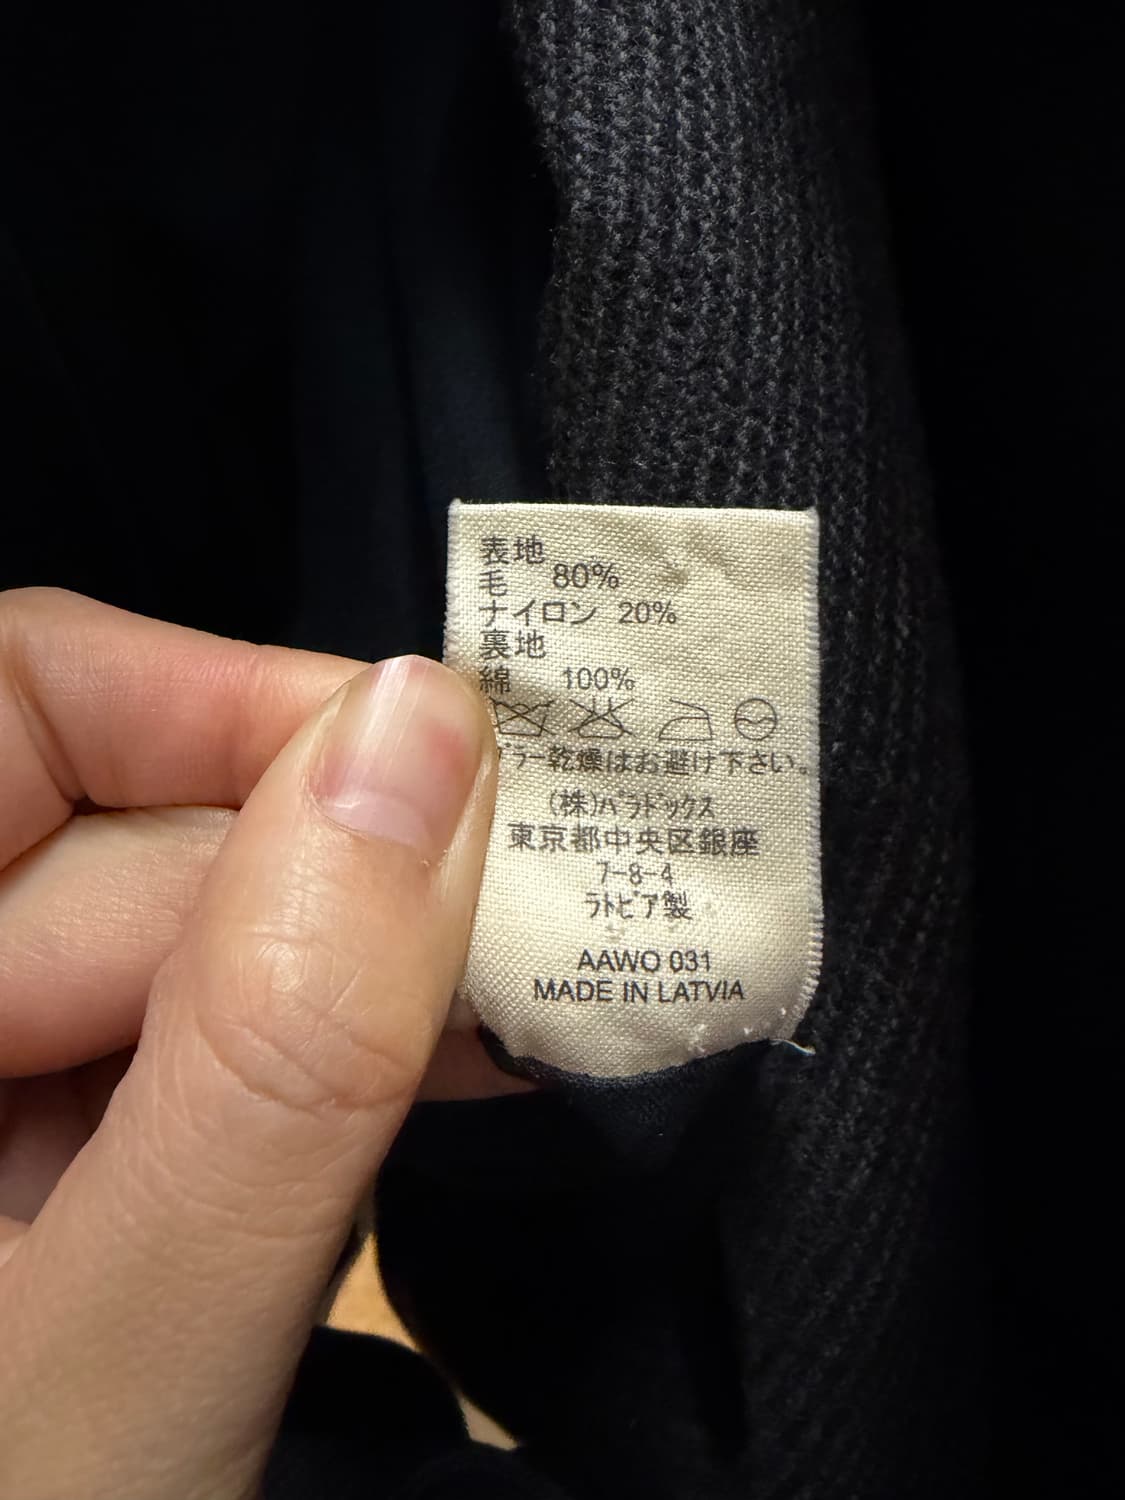 表地
毛 80%
ナイロン 20%
裏地
綿 100%
ラー乾燥はお避け下さい。
(株)パラドックス
東京都中央区銀座
7-8-4
ラトビア製
AAWO 031
MADE IN LATVIA